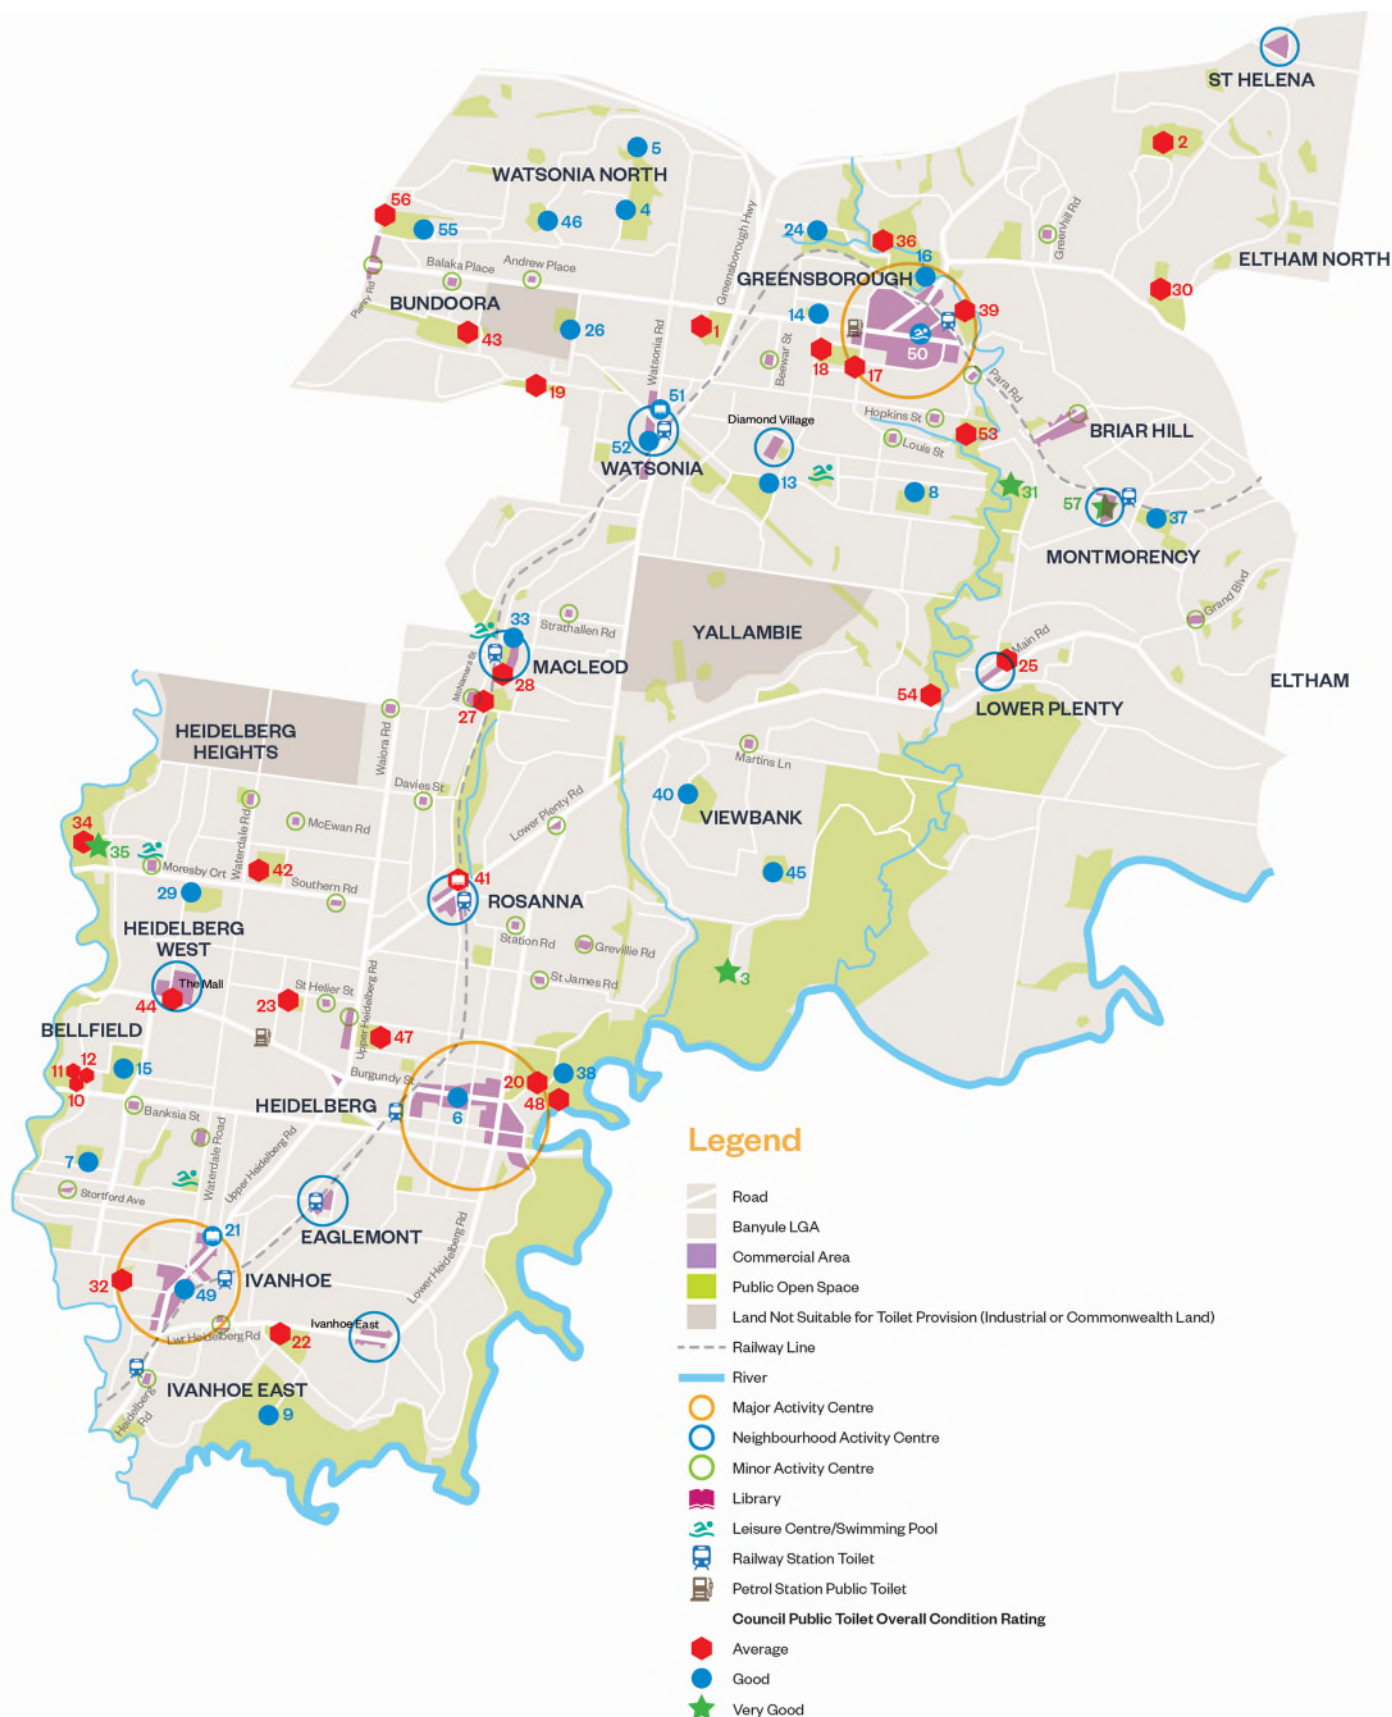 ST HELENA
2
5
WATSONIA NORTH
56
4
46
55
24
36
Greenhill Rd
Greensborough Hwy
16
ELTHAM NORTH
Balaka Place
Andrew Place
GREENSBOROUGH
Plenty Rd
BUNDOORA
30
14
39
26
1
43
Watsonia Rd
Beewar St
50
18
17
19
Para Rd
51
Diamond Village
Hopkins St
53
BRIAR HILL
52
Louis St
WATSONIA
13
8
31
57
37
MONTMORENCY
Grand Blvd
33
Strathallen Rd
YALLAMBIE
Main Rd
McNamara St
MACLEOD
25
28
54
ELTHAM
27
LOWER PLENTY
HEIDELBERG
HEIGHTS
Waiora Rd
Martins Ln
Davies St
40
Lower Plenty Rd
VIEWBANK
34
McEwan Rd
Waterdale Rd
35
Moresby Crt
42
41
45
Southern Rd
29
ROSANNA
HEIDELBERG
WEST
Station Rd
Greville Rd
3
The Mall
St Helier St
St James Rd
44
23
BELLFIELD
Upper Heidelberg Rd
47
12
11
15
10
Burgundy St
20
38
48
HEIDELBERG
6
Banksia St
7
Waterdale Road
Upper Heidelberg Rd
Stortford Ave
21
EAGLEMONT
Lower Heidelberg Rd
32
IVANHOE
49
Ivanhoe East
Lwr Heidelberg Rd
22
IVANHOE EAST
Heidelberg
Rd
9
Legend
Road
Banyule LGA
Commercial Area
Public Open Space
Land Not Suitable for Toilet Provision (Industrial or Commonwealth Land)
Railway Line
River
Major Activity Centre
Neighbourhood Activity Centre
Minor Activity Centre
Library
Leisure Centre/Swimming Pool
Railway Station Toilet
Petrol Station Public Toilet
Council Public Toilet Overall Condition Rating
Average
Good
Very Good